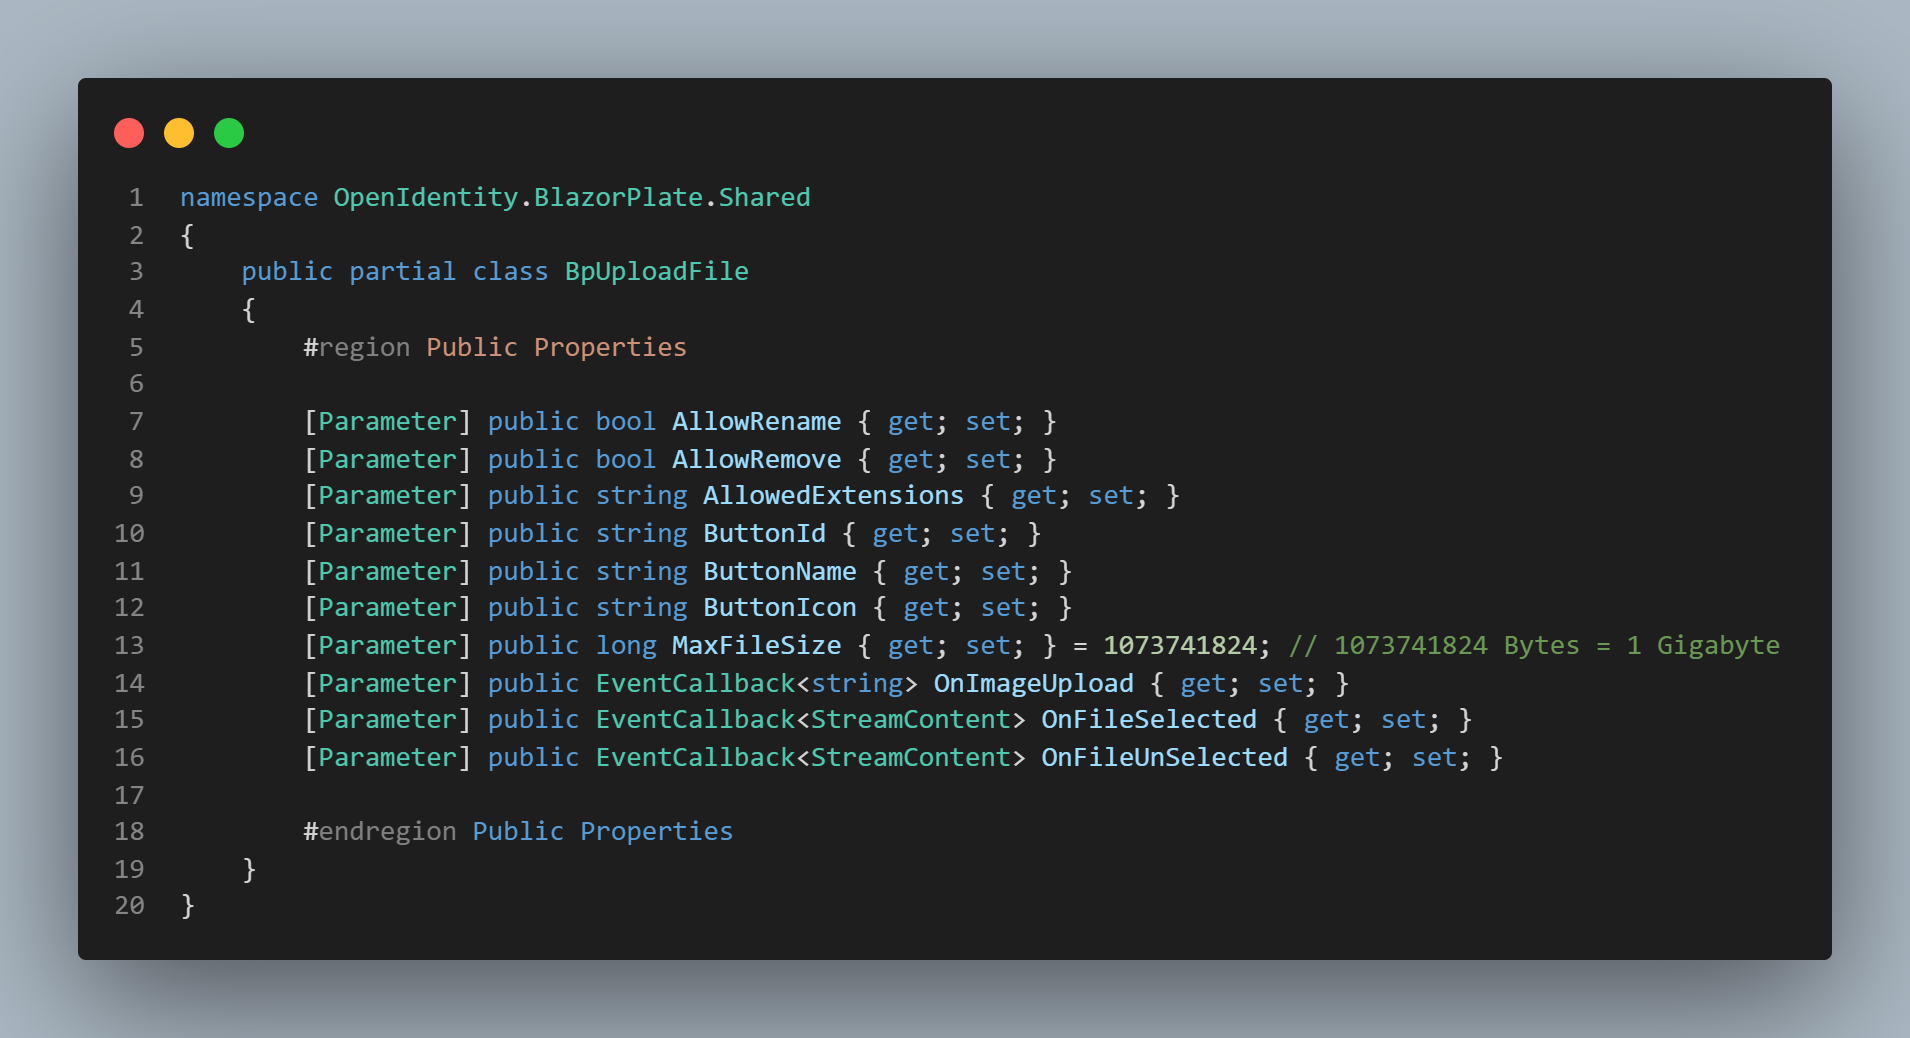 1 namespace OpenIdentity.BlazorPlate.Shared
2 {
3     public partial class BpUploadFile
4     {
5         #region Public Properties
6
7         [Parameter] public bool AllowRename { get; set; }
8         [Parameter] public bool AllowRemove { get; set; }
9         [Parameter] public string AllowedExtensions { get; set; }
10         [Parameter] public string ButtonId { get; set; }
11         [Parameter] public string ButtonName { get; set; }
12         [Parameter] public string ButtonIcon { get; set; }
13         [Parameter] public long MaxFileSize { get; set; } = 1073741824; // 1073741824 Bytes = 1 Gigabyte
14         [Parameter] public EventCallback<string> OnImageUpload { get; set; }
15         [Parameter] public EventCallback<StreamContent> OnFileSelected { get; set; }
16         [Parameter] public EventCallback<StreamContent> OnFileUnSelected { get; set; }
17
18         #endregion Public Properties
19     }
20 }